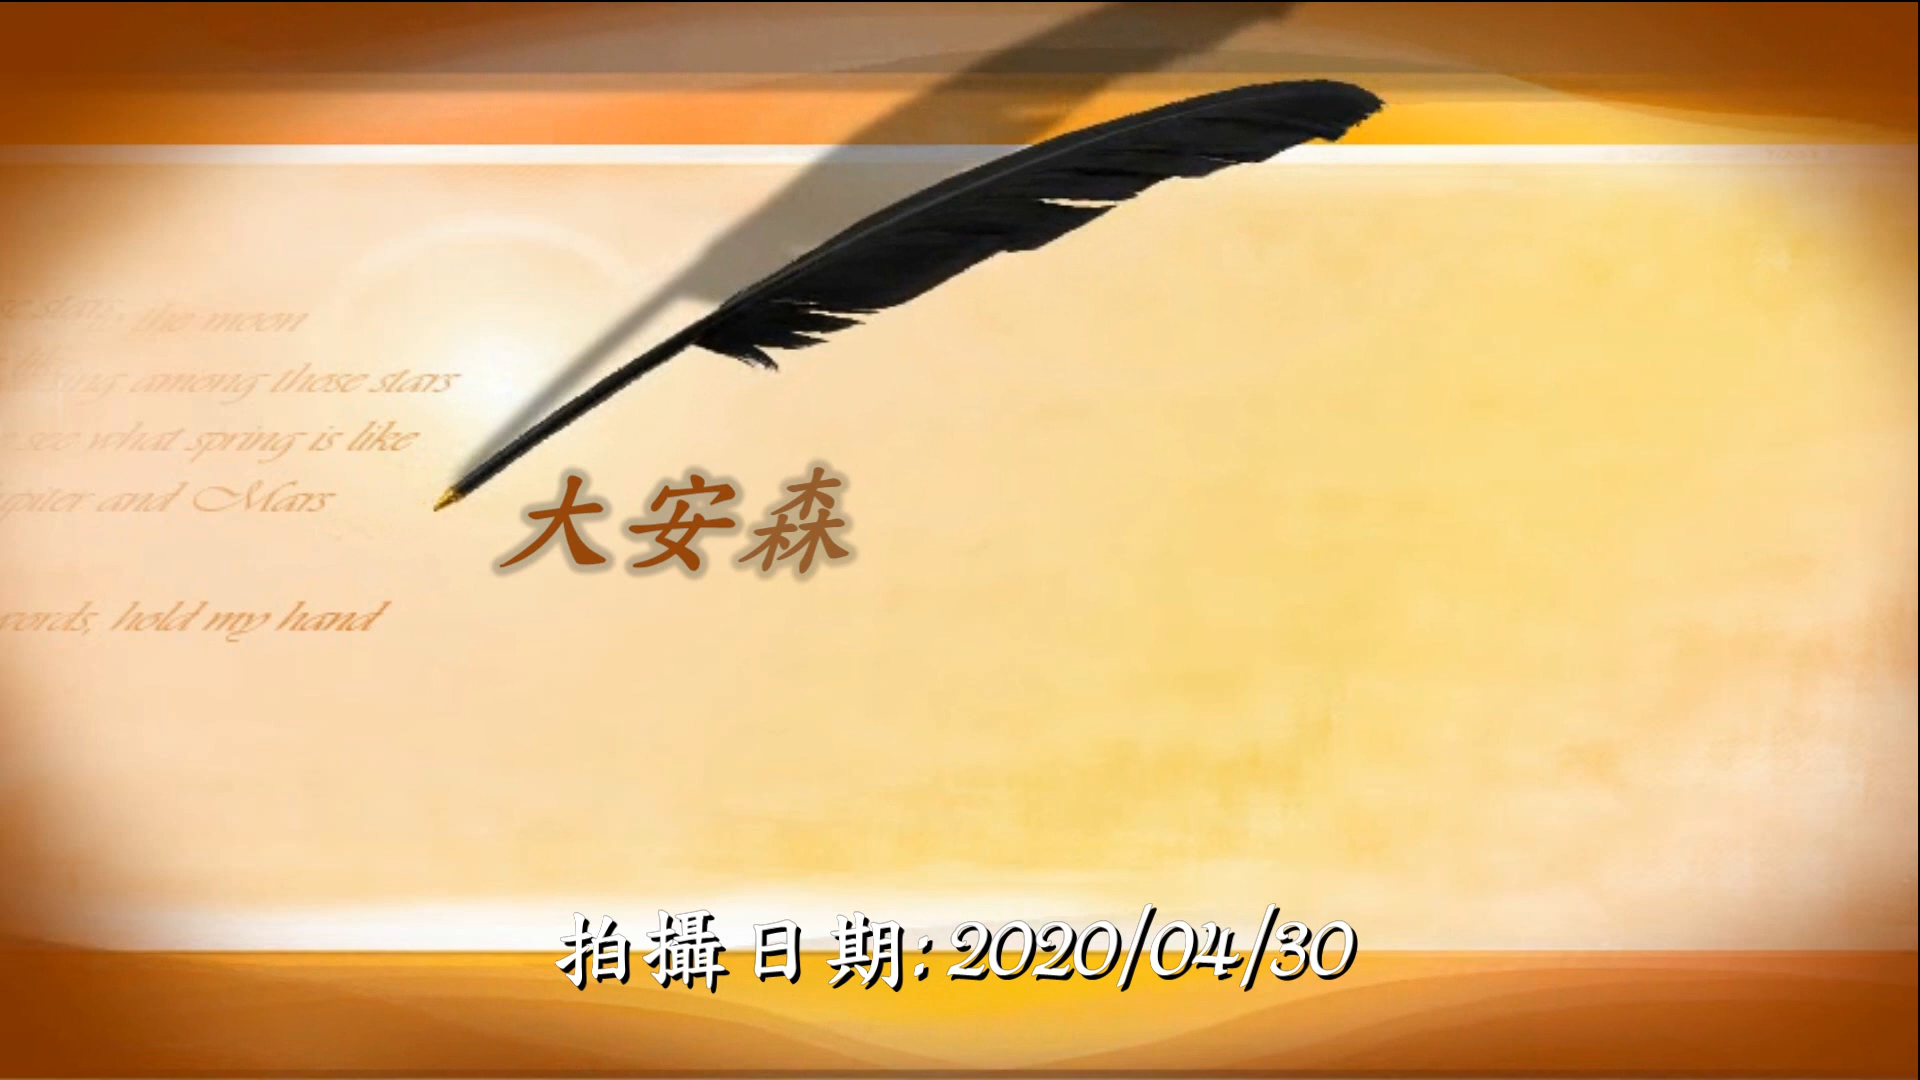 the moon
among those stars
see what spring is like
and Mars
大安森
hold my hand
拍攝日期:2020/04/30